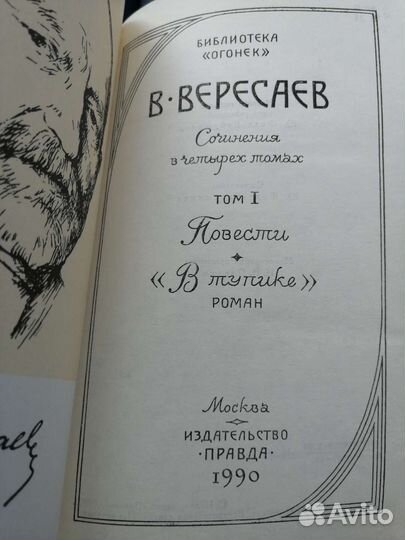 БИБЛИОТЕКА
«ОГОНЕК»
В·ВЕРЕСАЕВ
Сочинения
в четырех томах
ТОМ I
Повести
«В тупике»
РОМАН
Москва
ИЗДАТЕЛЬСТВО
·ПРАВДА·
1990
Avito